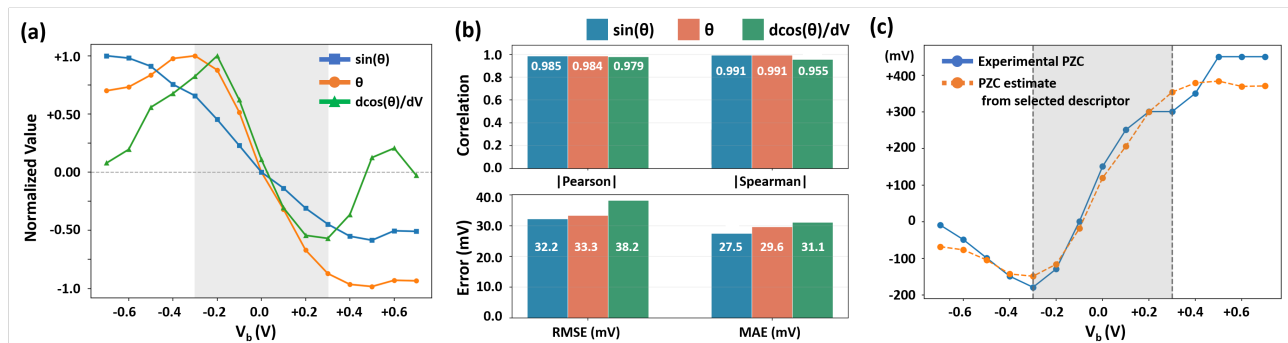 (a)
sin(θ)
θ
dcos(θ)/dV
+1.0
+0.50
0.00
-0.50
-1.0
Normalized Value
-0.6 -0.4 -0.2 0.0 +0.2 +0.4 +0.6
V_b (V)
(b)
sin(θ) θ dcos(θ)/dV
1.0
0.8
0.6
0.4
0.2
0.0
Correlation
0.985 0.984 0.979 0.991 0.991 0.955
|Pearson| |Spearman|
40.0
30.0
20.0
10.0
0.0
Error (mV)
32.2 33.3 38.2 27.5 29.6 31.1
RMSE (mV) MAE (mV)
(c)
(mV)
Experimental PZC
PZC estimate
from selected descriptor
+400
+300
+200
+100
0
-100
-200
-0.6 -0.4 -0.2 0.0 +0.2 +0.4 +0.6
V_b (V)